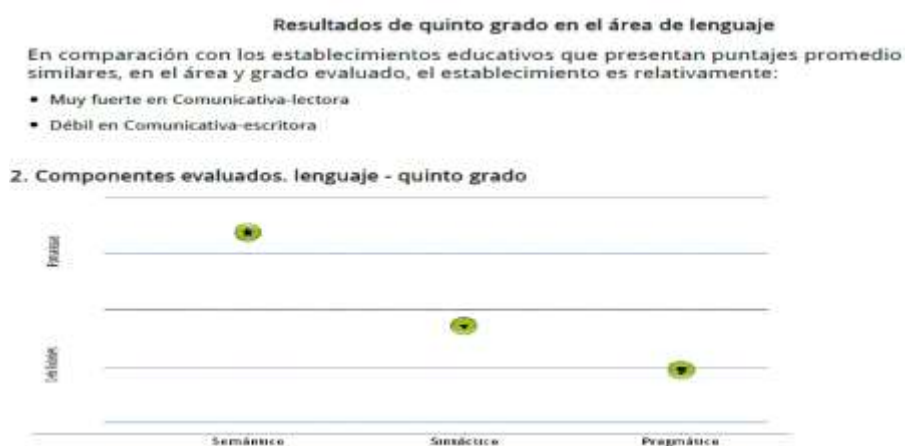 Resultados de quinto grado en el área de lenguaje
En comparación con los establecimientos educativos que presentan puntajes promedio
similares, en el área y grado evaluado, el establecimiento es relativamente:
• Muy fuerte en Comunicativa-lectora
• Débil en Comunicativa-escritora
2. Componentes evaluados. lenguaje - quinto grado
Fortalezas
Debilidades
Semántico Sintáctico Pragmático